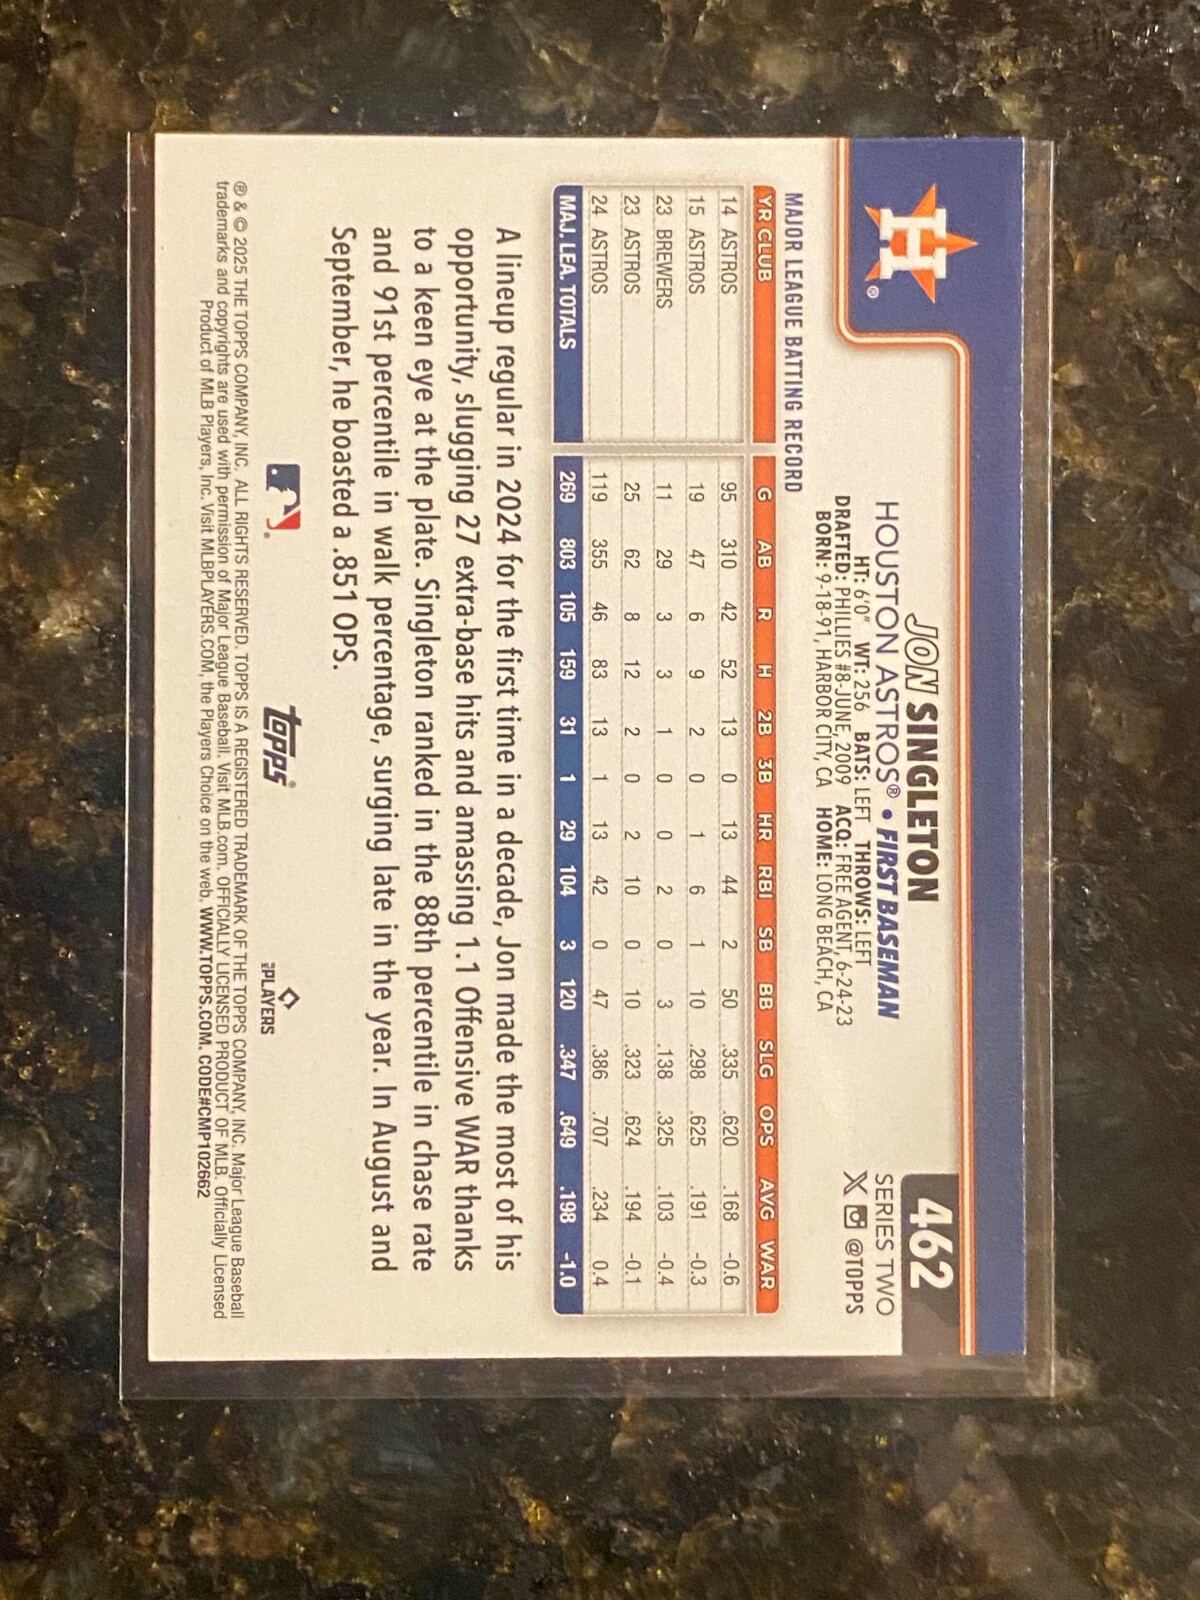 H®
462
JON SINGLETON
SERIES TWO
HOUSTON ASTROS® • FIRST BASEMAN
X @TOPPS
HT: 6'0" WT: 256 BATS: LEFT THROWS: LEFT
DRAFTED: PHILLIES #8-JUNE, 2009 ACQ: FREE AGENT, 6-24-23
BORN: 9-18-91, HARBOR CITY, CA HOME: LONG BEACH, CA
MAJOR LEAGUE BATTING RECORD
YR CLUB G AB R H 2B 3B HR RBI SB BB SLG OPS AVG WAR
14 ASTROS 95 310 42 52 13 0 13 44 2 50 .335 .620 .168 -0.6
15 ASTROS 19 47 6 9 2 0 1 6 1 10 .298 .625 .191 -0.3
23 BREWERS 11 29 3 3 1 0 0 2 0 3 .138 .325 .103 -0.4
23 ASTROS 25 62 8 12 2 0 2 10 0 10 .323 .624 .194 -0.1
24 ASTROS 119 355 46 83 13 1 13 42 0 47 .386 .707 .234 0.4
MAJ. LEA. TOTALS 269 803 105 159 31 1 29 104 3 120 .347 .649 .198 -1.0
A lineup regular in 2024 for the first time in a decade, Jon made the most of his
opportunity, slugging 27 extra-base hits and amassing 1.1 Offensive WAR thanks
to a keen eye at the plate. Singleton ranked in the 88th percentile in chase rate
and 91st percentile in walk percentage, surging late in the year. In August and
September, he boasted a .851 OPS.
topps®
PLAYERS
® & © 2025 THE TOPPS COMPANY, INC. ALL RIGHTS RESERVED. TOPPS IS A REGISTERED TRADEMARK OF THE TOPPS COMPANY, INC. Major League Baseball
trademarks and copyrights are used with permission of Major League Baseball. Visit MLB.com. OFFICIALLY LICENSED PRODUCT OF MLB. Officially Licensed
Product of MLB Players, Inc. Visit MLBPLAYERS.COM, the Players Choice on the web. WWW.TOPPS.COM. CODE#CMP102662